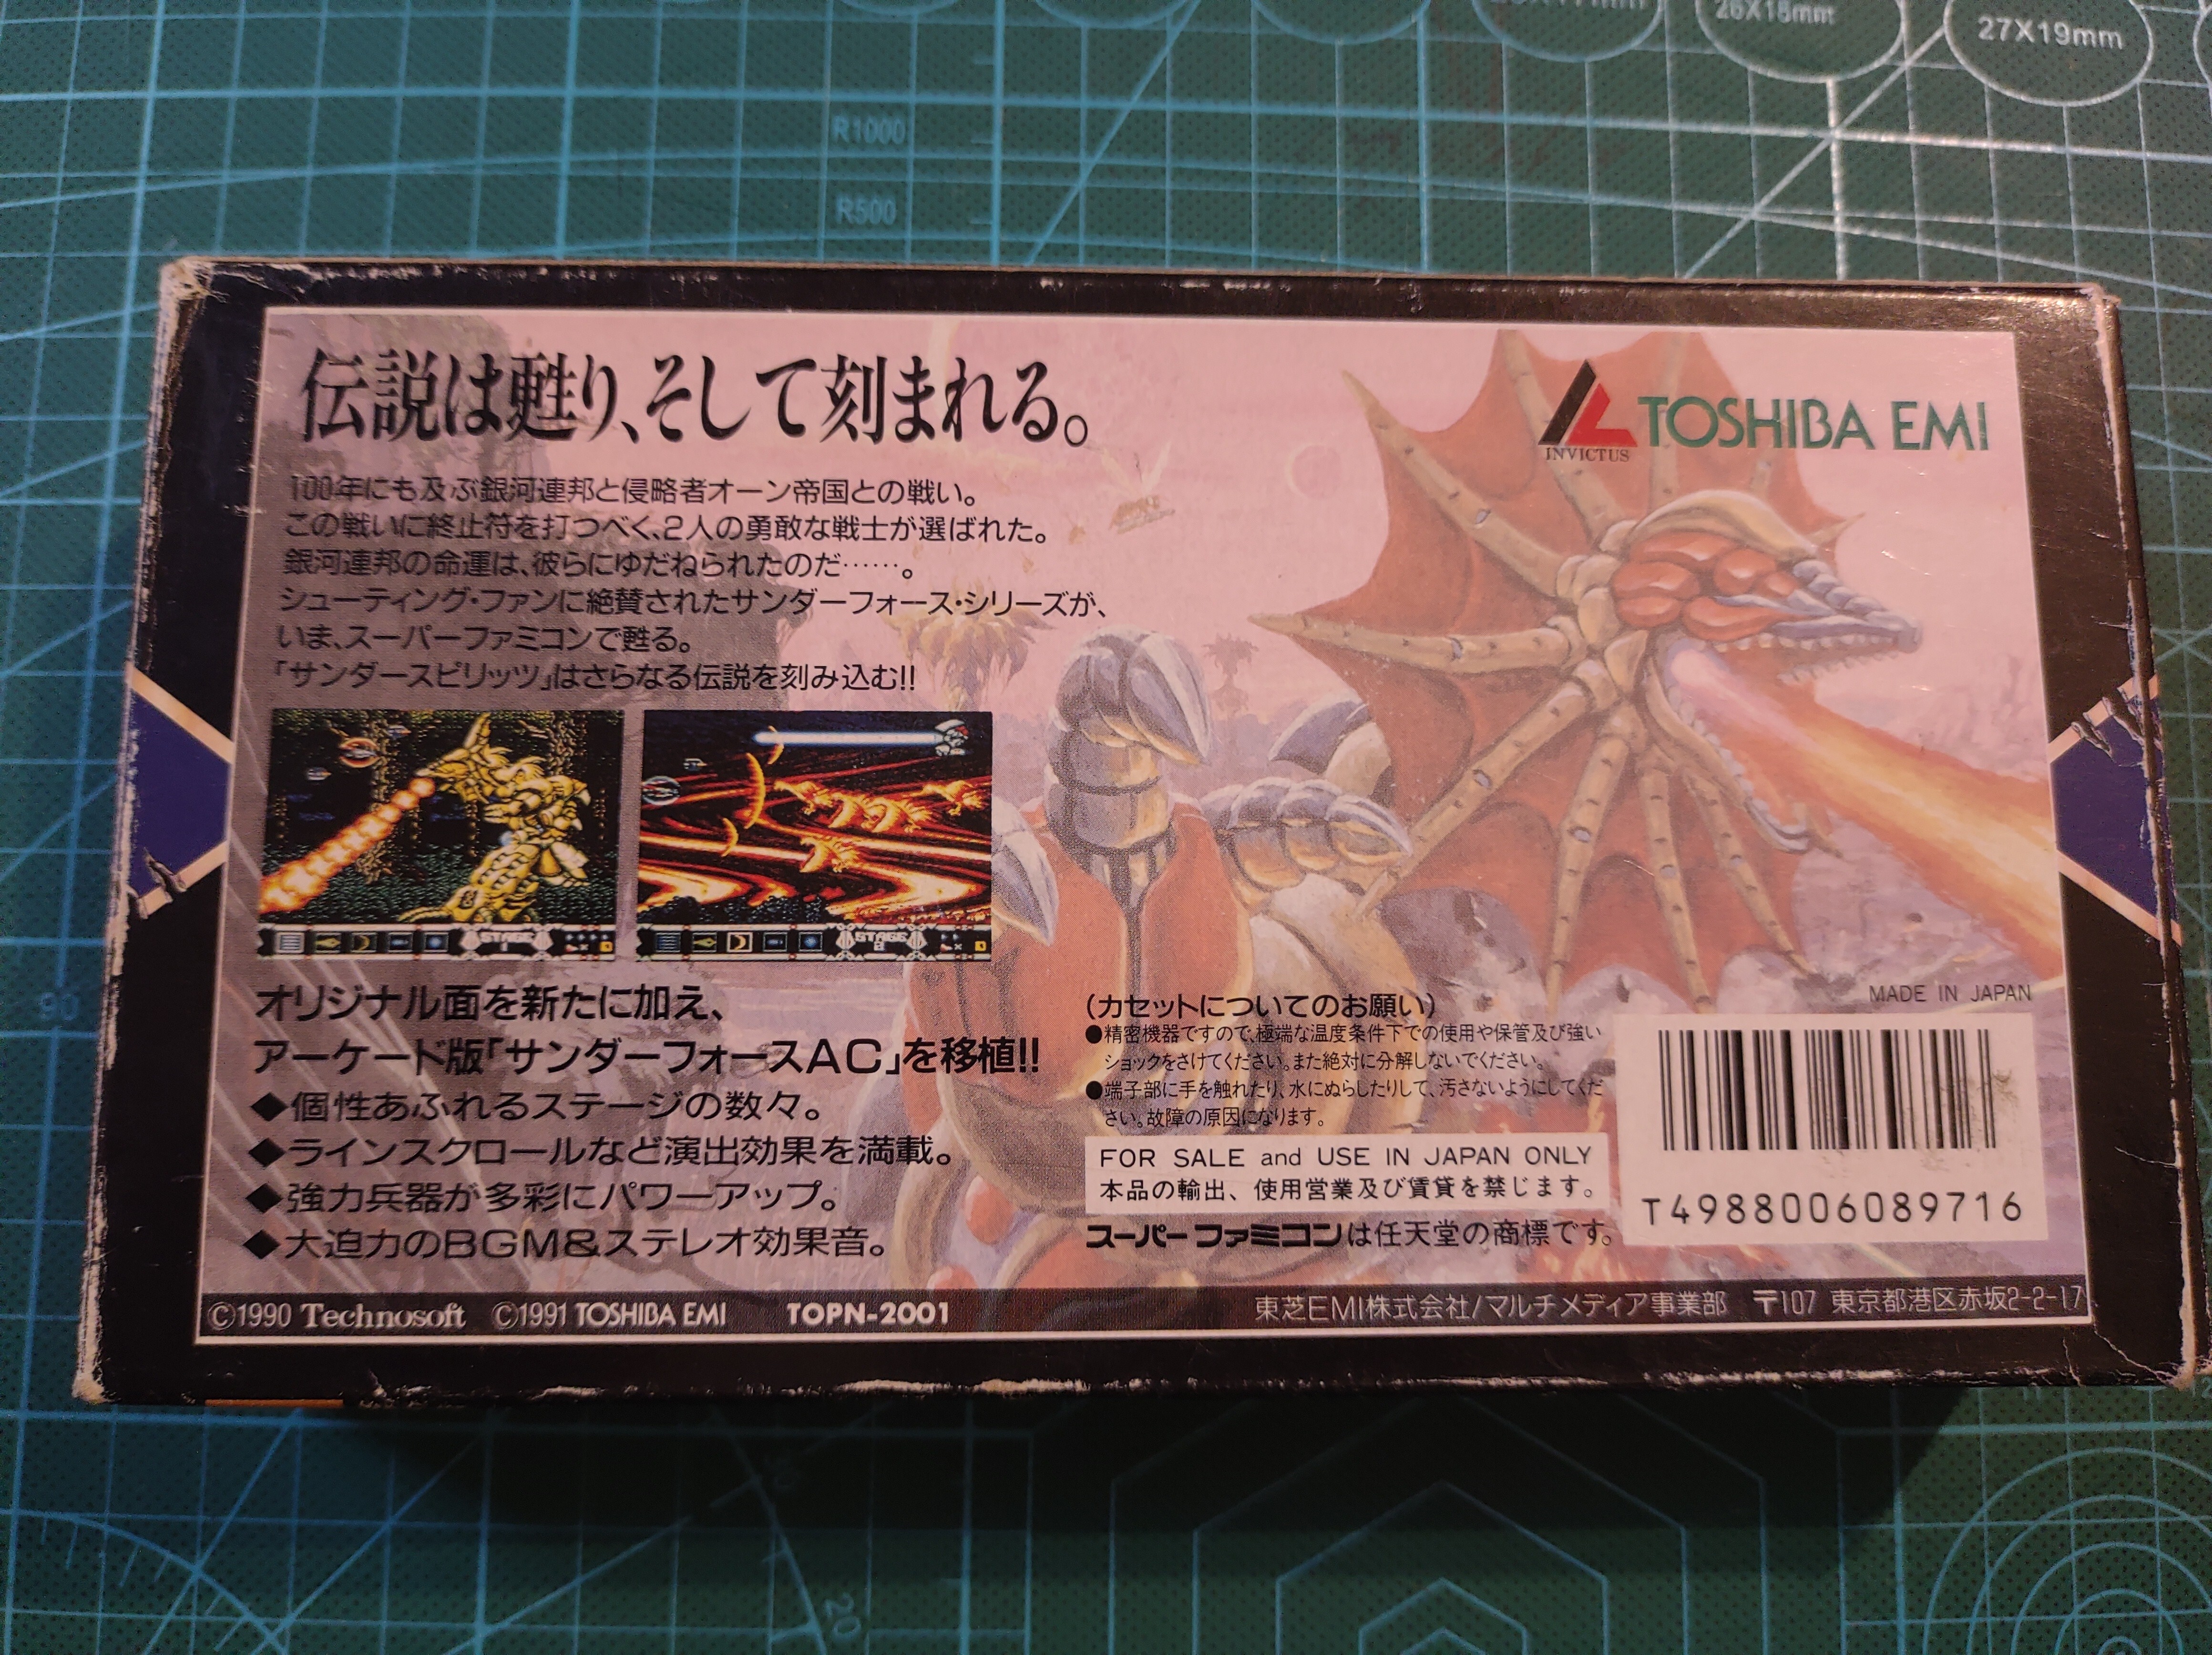 26X18mm
27X19mm
R1000
R500
伝説は甦り、そして刻まれる。
INVICTUS
TOSHIBA EMI
100年にも及ぶ銀河連邦と侵略者オーン帝国との戦い。
この戦いに終止符を打つべく、2人の勇敢な戦士が選ばれた。
銀河連邦の命運は、彼らにゆだねられたのだ……。
シューティング・ファンに絶賛されたサンダーフォース・シリーズが、
いま、スーパーファミコンで甦る。
「サンダースピリッツ」はさらなる伝説を刻み込む!!
STAGE
STAGE
オリジナル面を新たに加え、
アーケード版「サンダーフォースAC」を移植!!
◆個性あふれるステージの数々。
◆ラインスクロールなど演出効果を満載。
◆強力兵器が多彩にパワーアップ。
◆大迫力のBGM&ステレオ効果音。
(カセットについてのお願い)
●精密機器ですので、極端な温度条件下での使用や保管及び強い
ショックをさけてください。また絶対に分解しないでください。
●端子部に手を触れたり、水にぬらしたりして、汚さないようにしてくだ
さい。故障の原因になります。
FOR SALE and USE IN JAPAN ONLY
本品の輸出、使用営業及び賃貸を禁じます。
スーパーファミコンは任天堂の商標です。
MADE IN JAPAN
T4988006089716
©1990 Technosoft ©1991 TOSHIBA EMI TOPN-2001
東芝EMI株式会社/マルチメディア事業部 〒107 東京都港区赤坂2-2-17
90
20